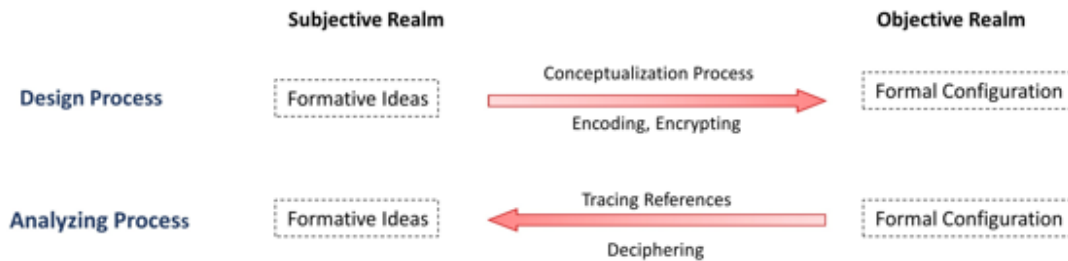 Subjective Realm
Objective Realm
Design Process
Formative Ideas
Conceptualization Process
Encoding, Encrypting
Formal Configuration
Analyzing Process
Formative Ideas
Tracing References
Deciphering
Formal Configuration